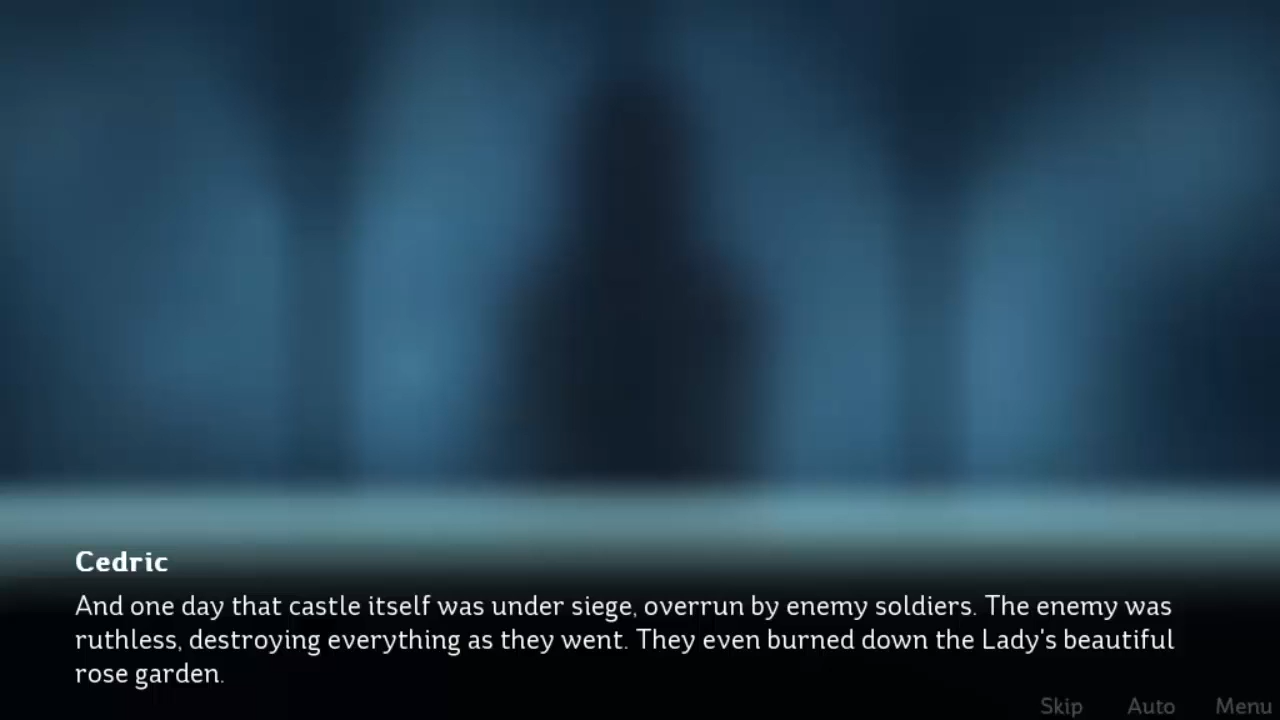 Cedric
And one day that castle itself was under siege, overrun by enemy soldiers. The enemy was
ruthless, destroying everything as they went. They even burned down the Lady's beautiful
rose garden.
Skip Auto Menu